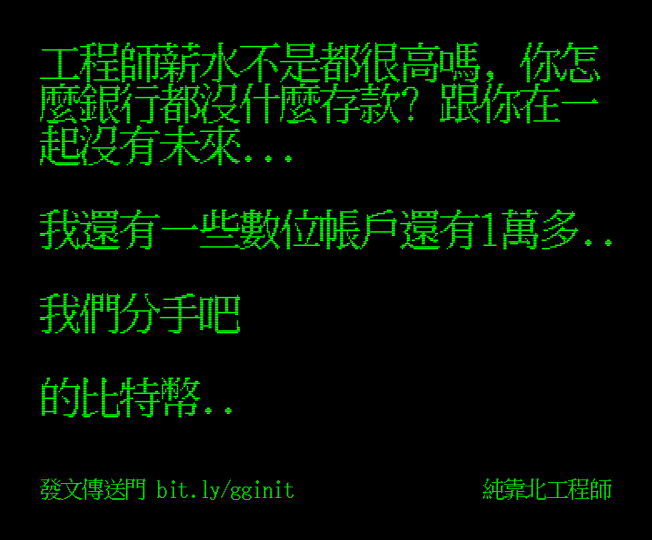 工程師薪水不是都很高嗎, 你怎
麼銀行都沒什麼存款? 跟你在一
起沒有未來...
我還有一些數位帳戶還有1萬多..
我們分手吧
的比特幣..
發文傳送門 bit.ly/gginit
純靠北工程師